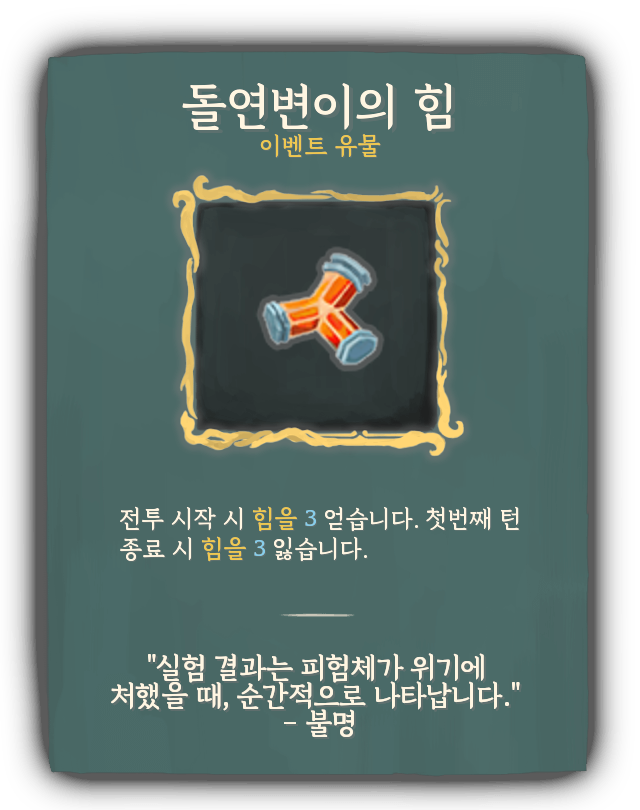 돌연변이의 힘
이벤트 유물
전투 시작 시 힘을 3 얻습니다. 첫번째 턴
종료 시 힘을 3 잃습니다.
"실험 결과는 피험체가 위기에
처했을 때, 순간적으로 나타납니다."
- 불명